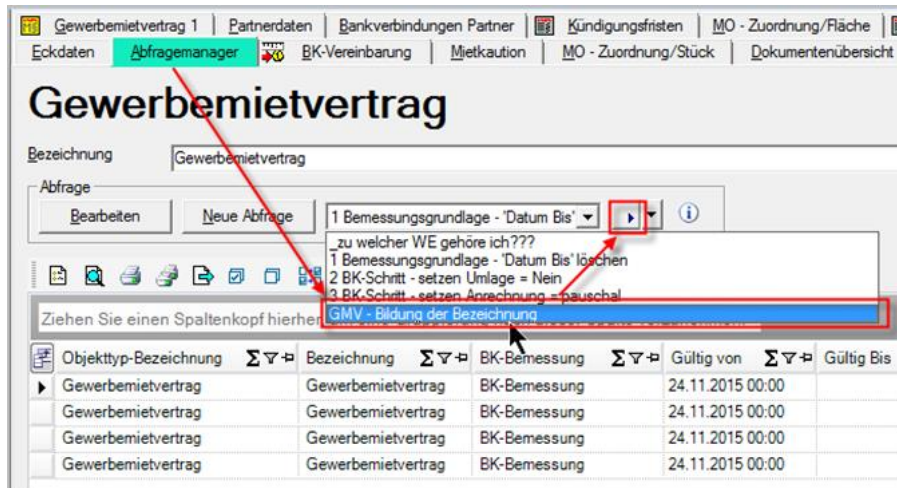 Gewerbemietvertrag 1 Partnerdaten Bankverbindungen Partner Kündigungsfristen MO - Zuordnung/Fläche
Eckdaten Abfragemanager BK-Vereinbarung Mietkaution MO - Zuordnung/Stück Dokumentenübersicht
Gewerbemietvertrag
Bezeichnung Gewerbemietvertrag
Abfrage
Bearbeiten Neue Abfrage 1 Bemessungsgrundlage - 'Datum Bis'
_zu welcher WE gehöre ich???
1 Bemessungsgrundlage - 'Datum Bis' löschen
2 BK-Schritt - setzen Umlage = Nein
3 BK-Schritt - setzen Anrechnung = pauschal
GMV - Bildung der Bezeichnung
Ziehen Sie einen Spaltenkopf
Objekttyp-Bezeichnung Bezeichnung BK-Bemessung Gültig von Gültig Bis
Gewerbemietvertrag Gewerbemietvertrag BK-Bemessung 24.11.2015 00:00
Gewerbemietvertrag Gewerbemietvertrag BK-Bemessung 24.11.2015 00:00
Gewerbemietvertrag Gewerbemietvertrag BK-Bemessung 24.11.2015 00:00
Gewerbemietvertrag Gewerbemietvertrag BK-Bemessung 24.11.2015 00:00